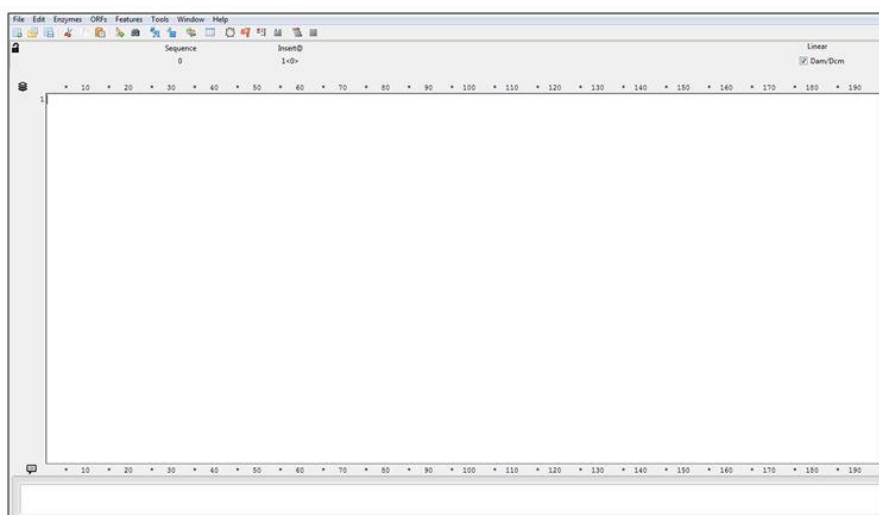 File Edit Enzymes ORFs Features Tools Window Help
Sequence Insert@ Linear
0 1<0> Dam/Dcm
* 10 * 20 * 30 * 40 * 50 * 60 * 70 * 80 * 90 * 100 * 110 * 120 * 130 * 140 * 150 * 160 * 170 * 180 * 190
1
* 10 * 20 * 30 * 40 * 50 * 60 * 70 * 80 * 90 * 100 * 110 * 120 * 130 * 140 * 150 * 160 * 170 * 180 * 190